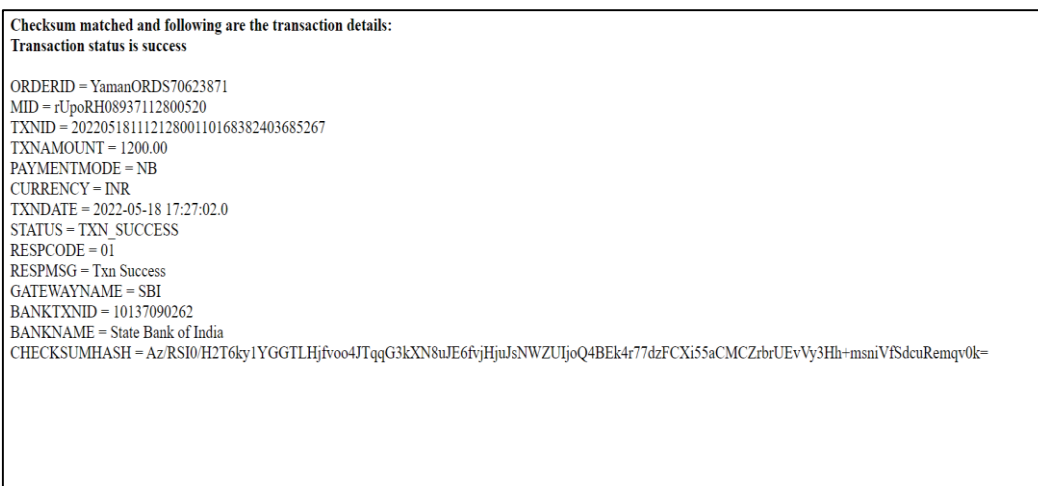 Checksum matched and following are the transaction details:
Transaction status is success
ORDERID = YamanORDS70623871
MID = rUpoRH08937112800520
TXNID = 20220518111212800110168382403685267
TXNAMOUNT = 1200.00
PAYMENTMODE = NB
CURRENCY = INR
TXNDATE = 2022-05-18 17:27:02.0
STATUS = TXN_SUCCESS
RESPCODE = 01
RESPMSG = Txn Success
GATEWAYNAME = SBI
BANKTXNID = 10137090262
BANKNAME = State Bank of India
CHECKSUMHASH = Az/RSI0/H2T6ky1YGGTLHjfvoo4JTqqG3kXN8uJE6fvjHjuJsNWZUIjoQ4BEk4r77dzFCXi55aCMCZrbrUEvVy3Hh+msniVfSdcuRemqv0k=